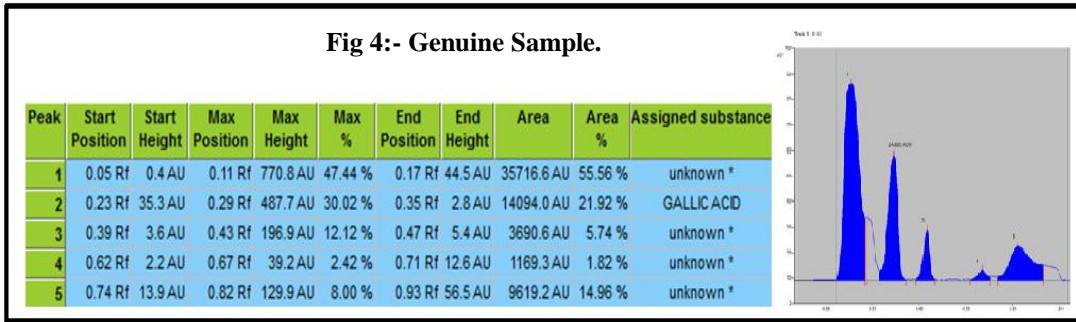 Fig 4:- Genuine Sample.
Peak Start Position Start Height Max Position Max Height Max % End Position End Height Area Area % Assigned substance
1 0.05 Rf 0.4 AU 0.11 Rf 770.8 AU 47.44 % 0.17 Rf 44.5 AU 35716.6 AU 55.56 % unknown *
2 0.23 Rf 35.3 AU 0.29 Rf 487.7 AU 30.02 % 0.35 Rf 2.8 AU 14094.0 AU 21.92 % GALLIC ACID
3 0.39 Rf 3.6 AU 0.43 Rf 196.9 AU 12.12 % 0.47 Rf 5.4 AU 3690.6 AU 5.74 % unknown *
4 0.62 Rf 2.2 AU 0.67 Rf 39.2 AU 2.42 % 0.71 Rf 12.6 AU 1169.3 AU 1.82 % unknown *
5 0.74 Rf 13.9 AU 0.82 Rf 129.9 AU 8.00 % 0.93 Rf 56.5 AU 9619.2 AU 14.96 % unknown *